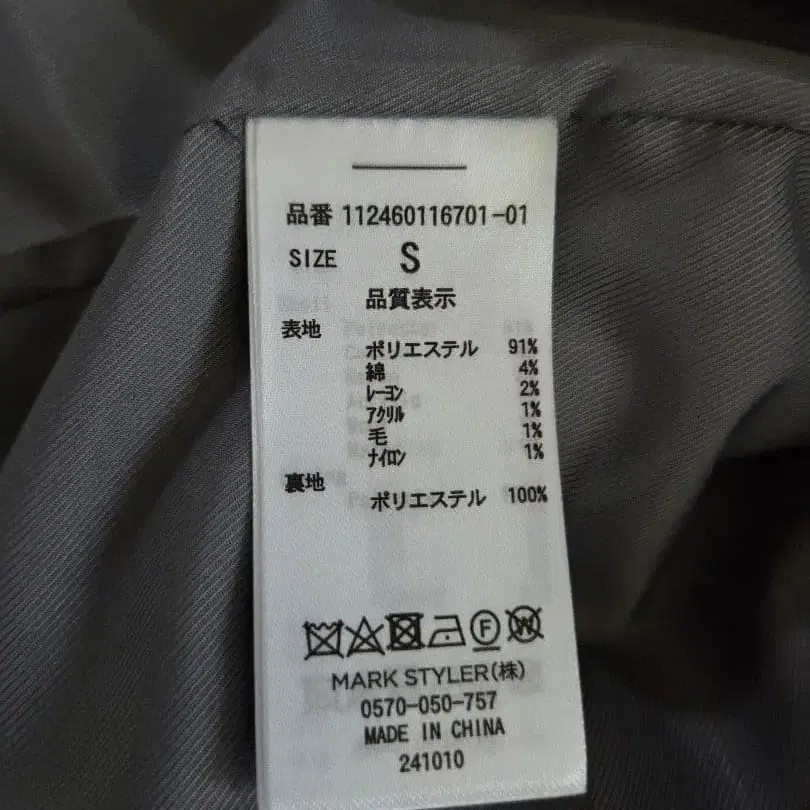 品番 112460116701-01
SIZE S
品質表示
表地
ポリエステル 91%
綿 4%
レーヨン 2%
アクリル 1%
毛 1%
ナイロン 1%
裏地
ポリエステル 100%
F W
MARK STYLER(株)
0570-050-757
MADE IN CHINA
241010